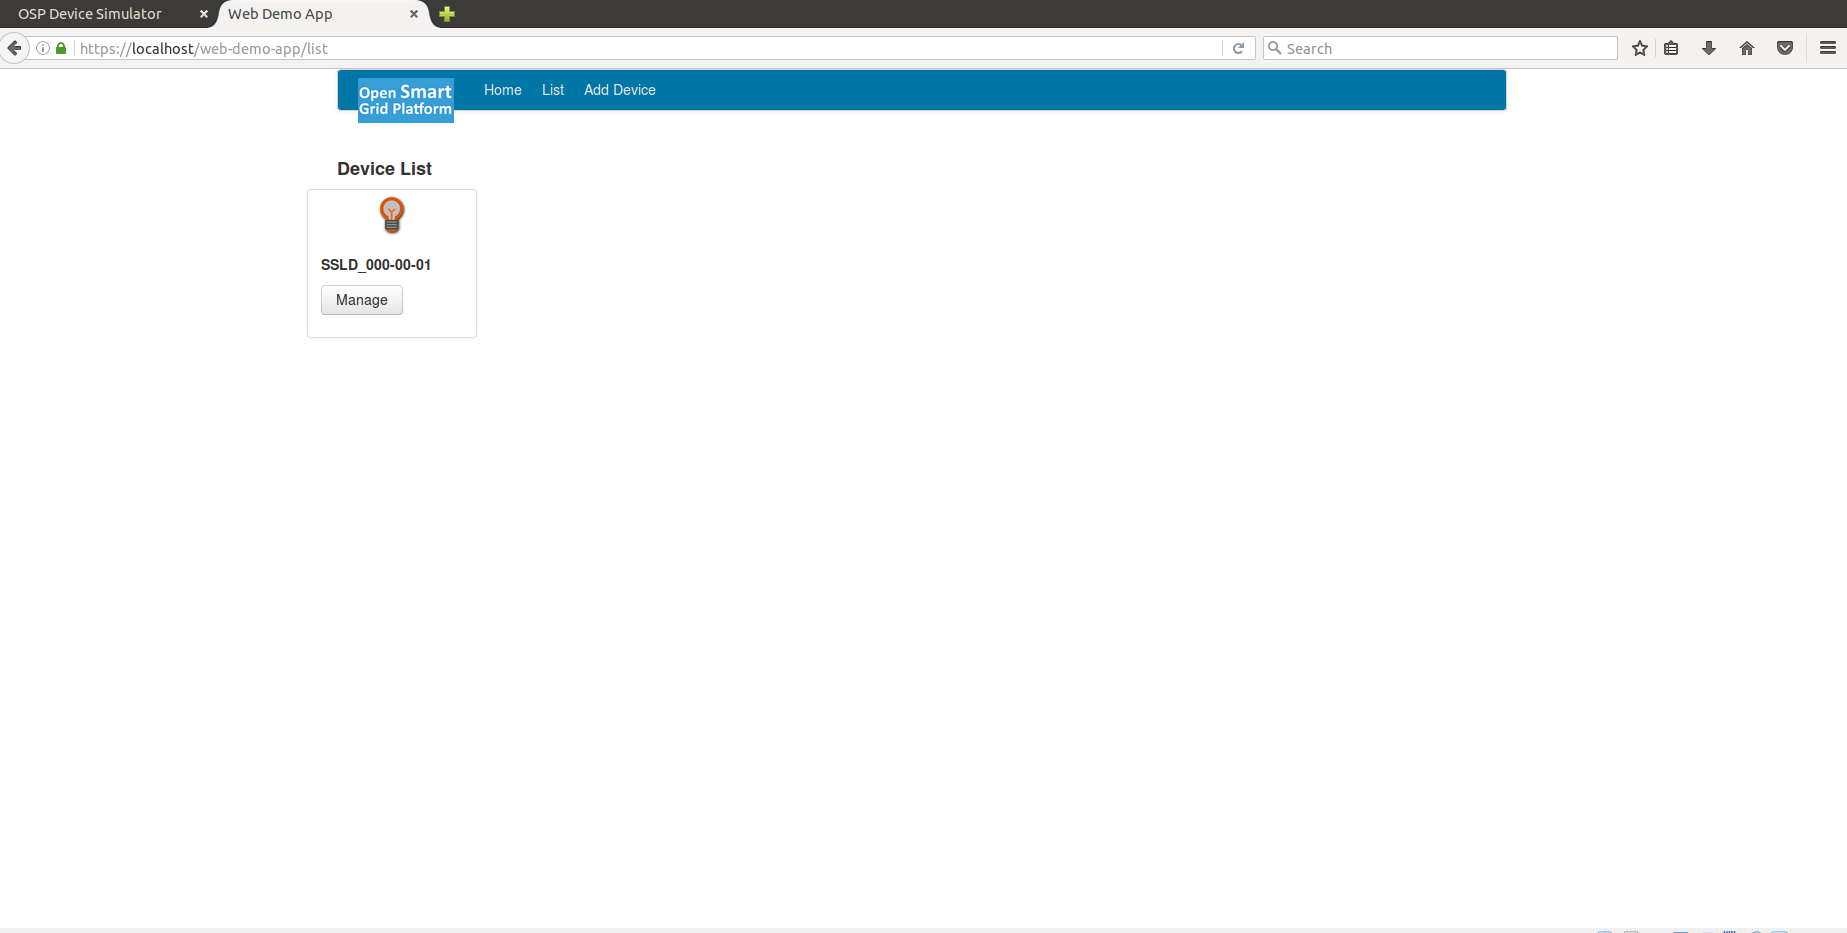 OSP Device Simulator
Web Demo App
https://localhost/web-demo-app/list
Search
Open Smart
Grid Platform
Home List Add Device
Device List
SSLD_000-00-01
Manage